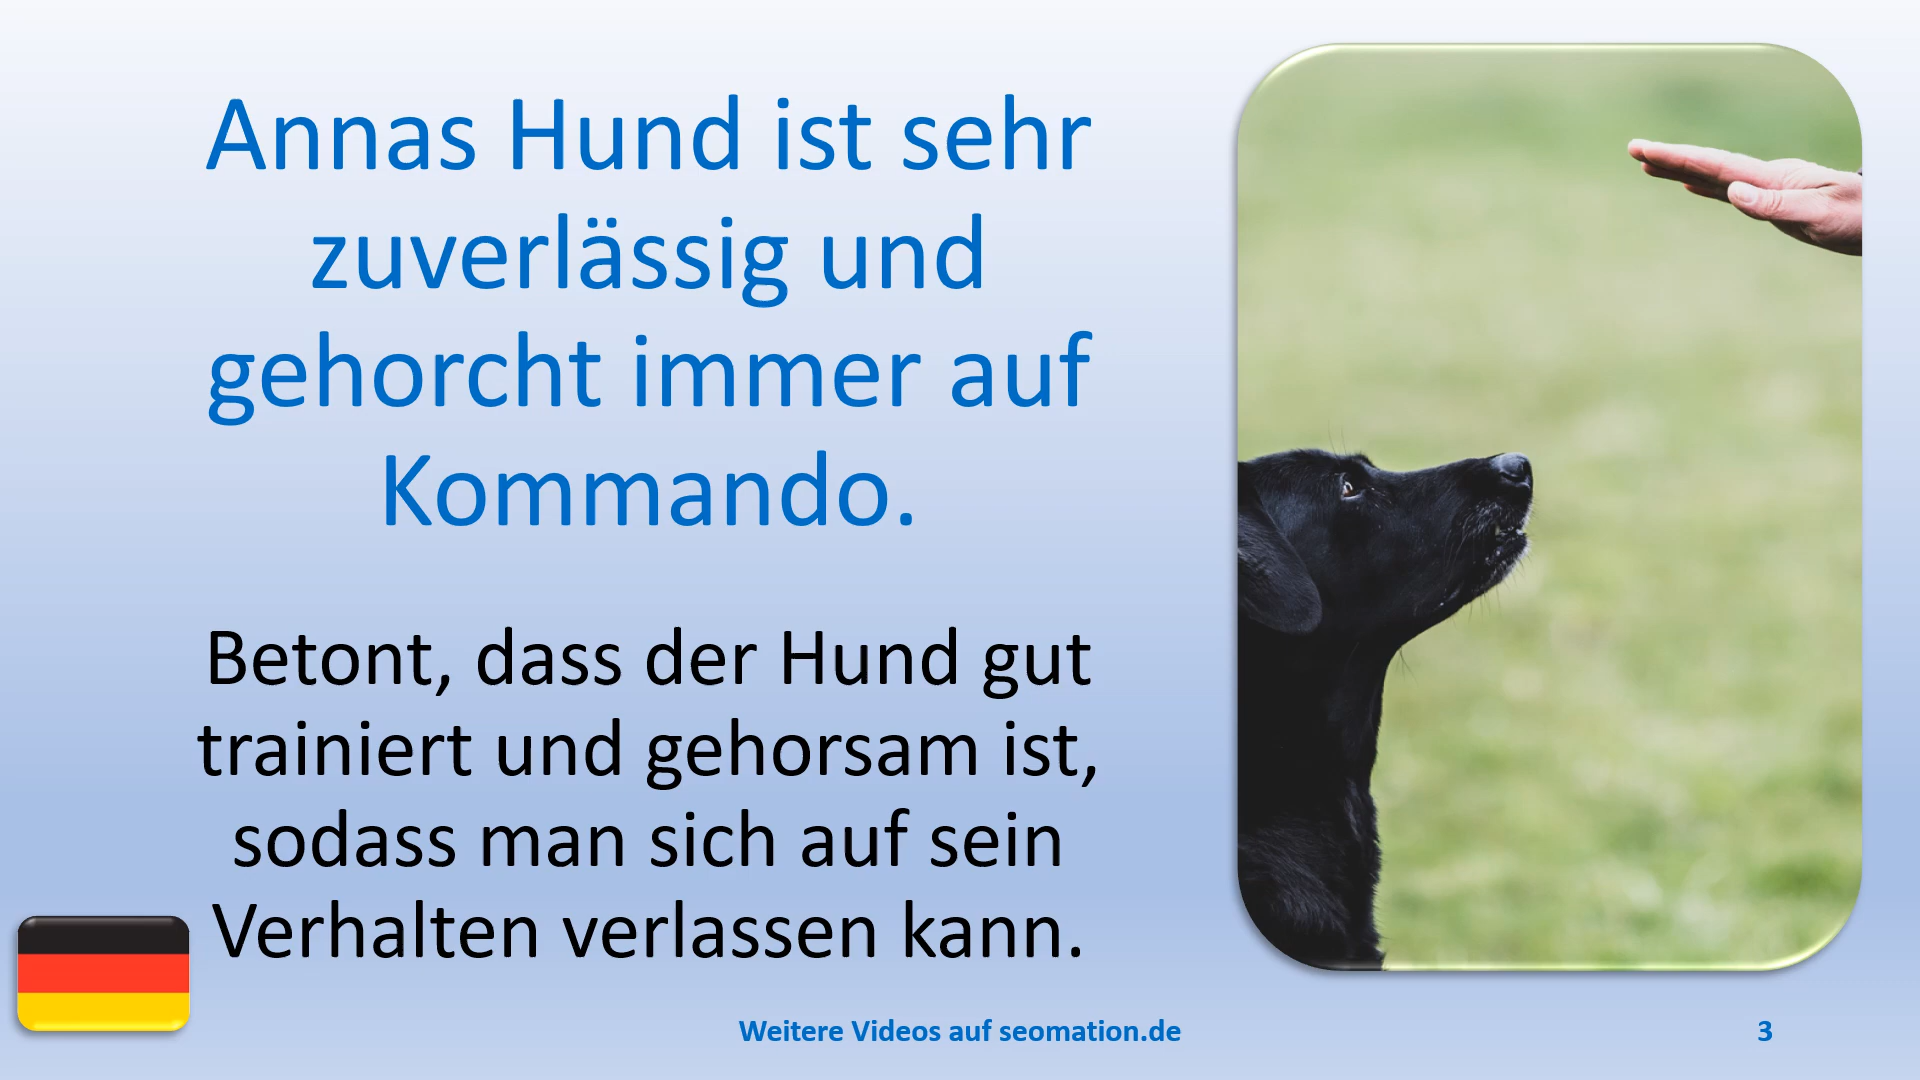 Annas Hund ist sehr
zuverlässig und
gehorcht immer auf
Kommando.
Betont, dass der Hund gut
trainiert und gehorsam ist,
sodass man sich auf sein
Verhalten verlassen kann.
Weitere Videos auf seomation.de
3